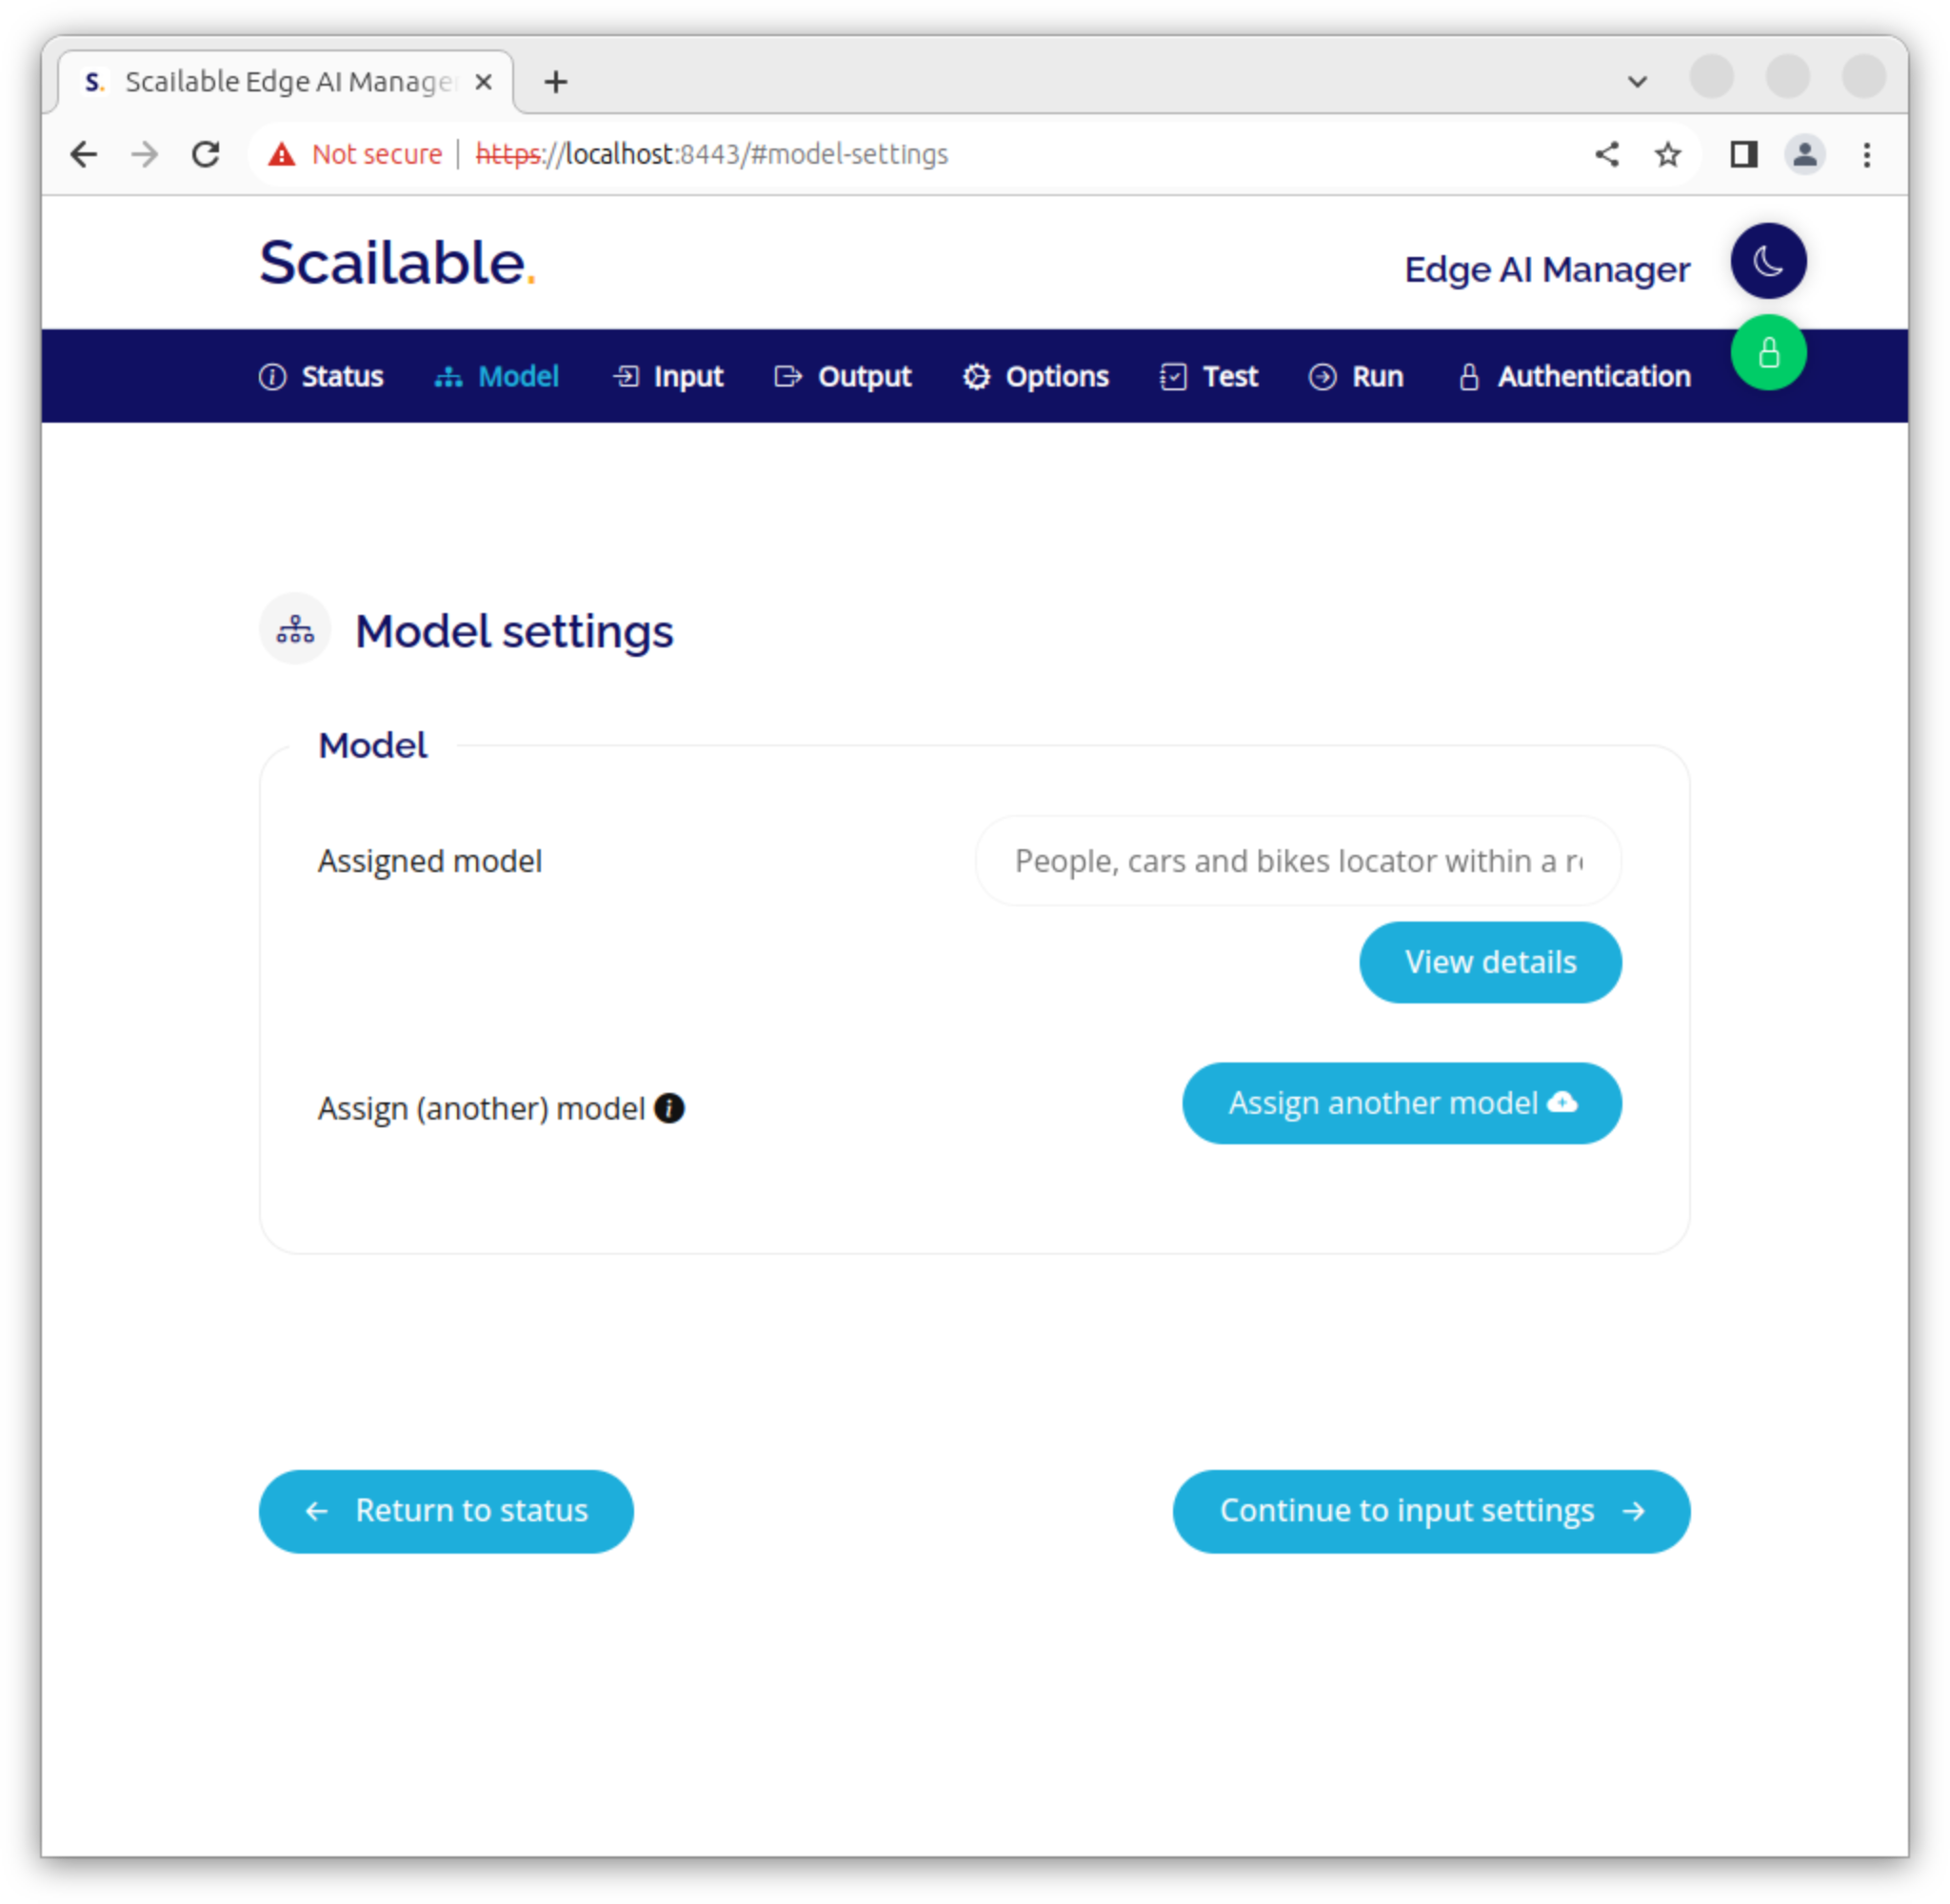 S. Scailable Edge AI Manage
Not secure https://localhost:8443/#model-settings
Scailable.
Edge AI Manager
Status Model Input Output Options Test Run Authentication
Model settings
Model
Assigned model
People, cars and bikes locator within a
View details
Assign (another) model
Assign another model
Return to status
Continue to input settings